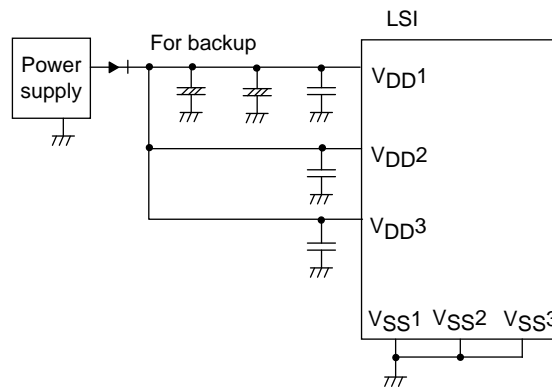 LSI
For backup
Power
supply
VDD1
VDD2
VDD3
VSS1 VSS2 VSS3